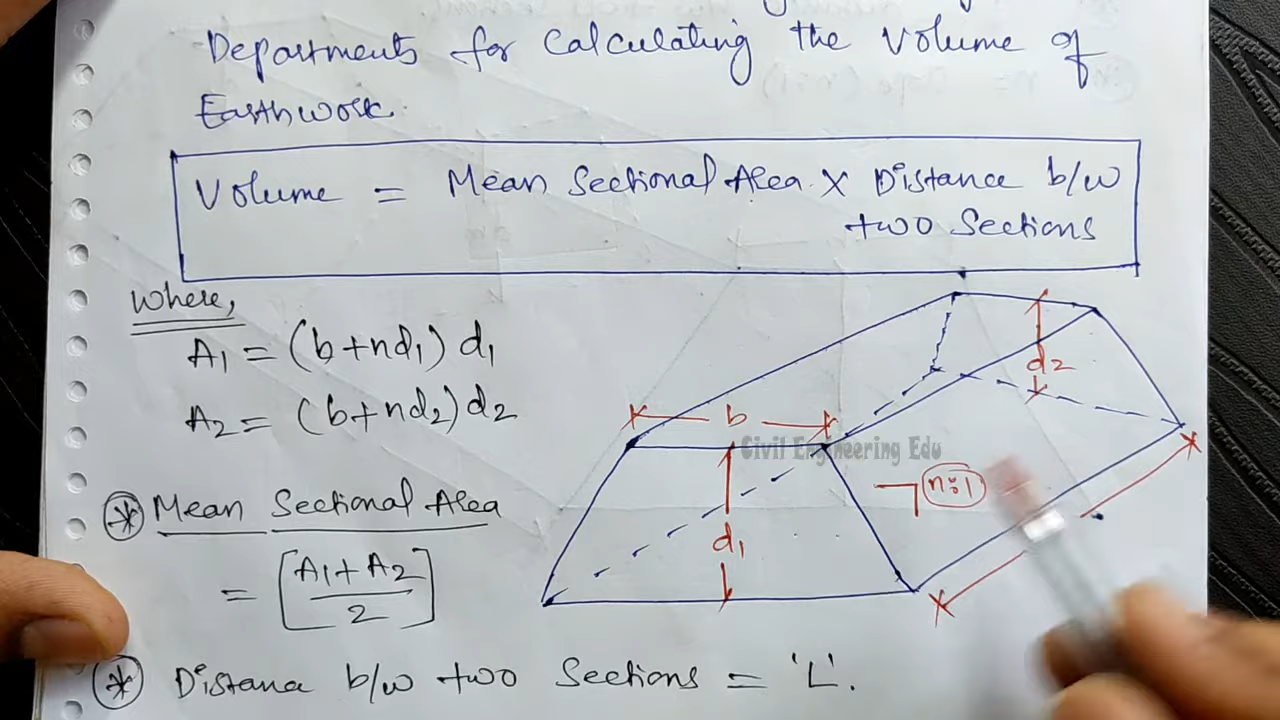 Departments for Calculating the Volume of
Earthwork.
Volume = Mean Sectional Area × Distance b/w
two Sections
Where,
A1 = (b+nd1) d1
A2 = (b+nd2) d2
Mean Sectional Area
= [A1+A2 / 2]
Distana b/w two Sections = 'L'.
b
d1
d2
n:1
Civil Engineering Edu